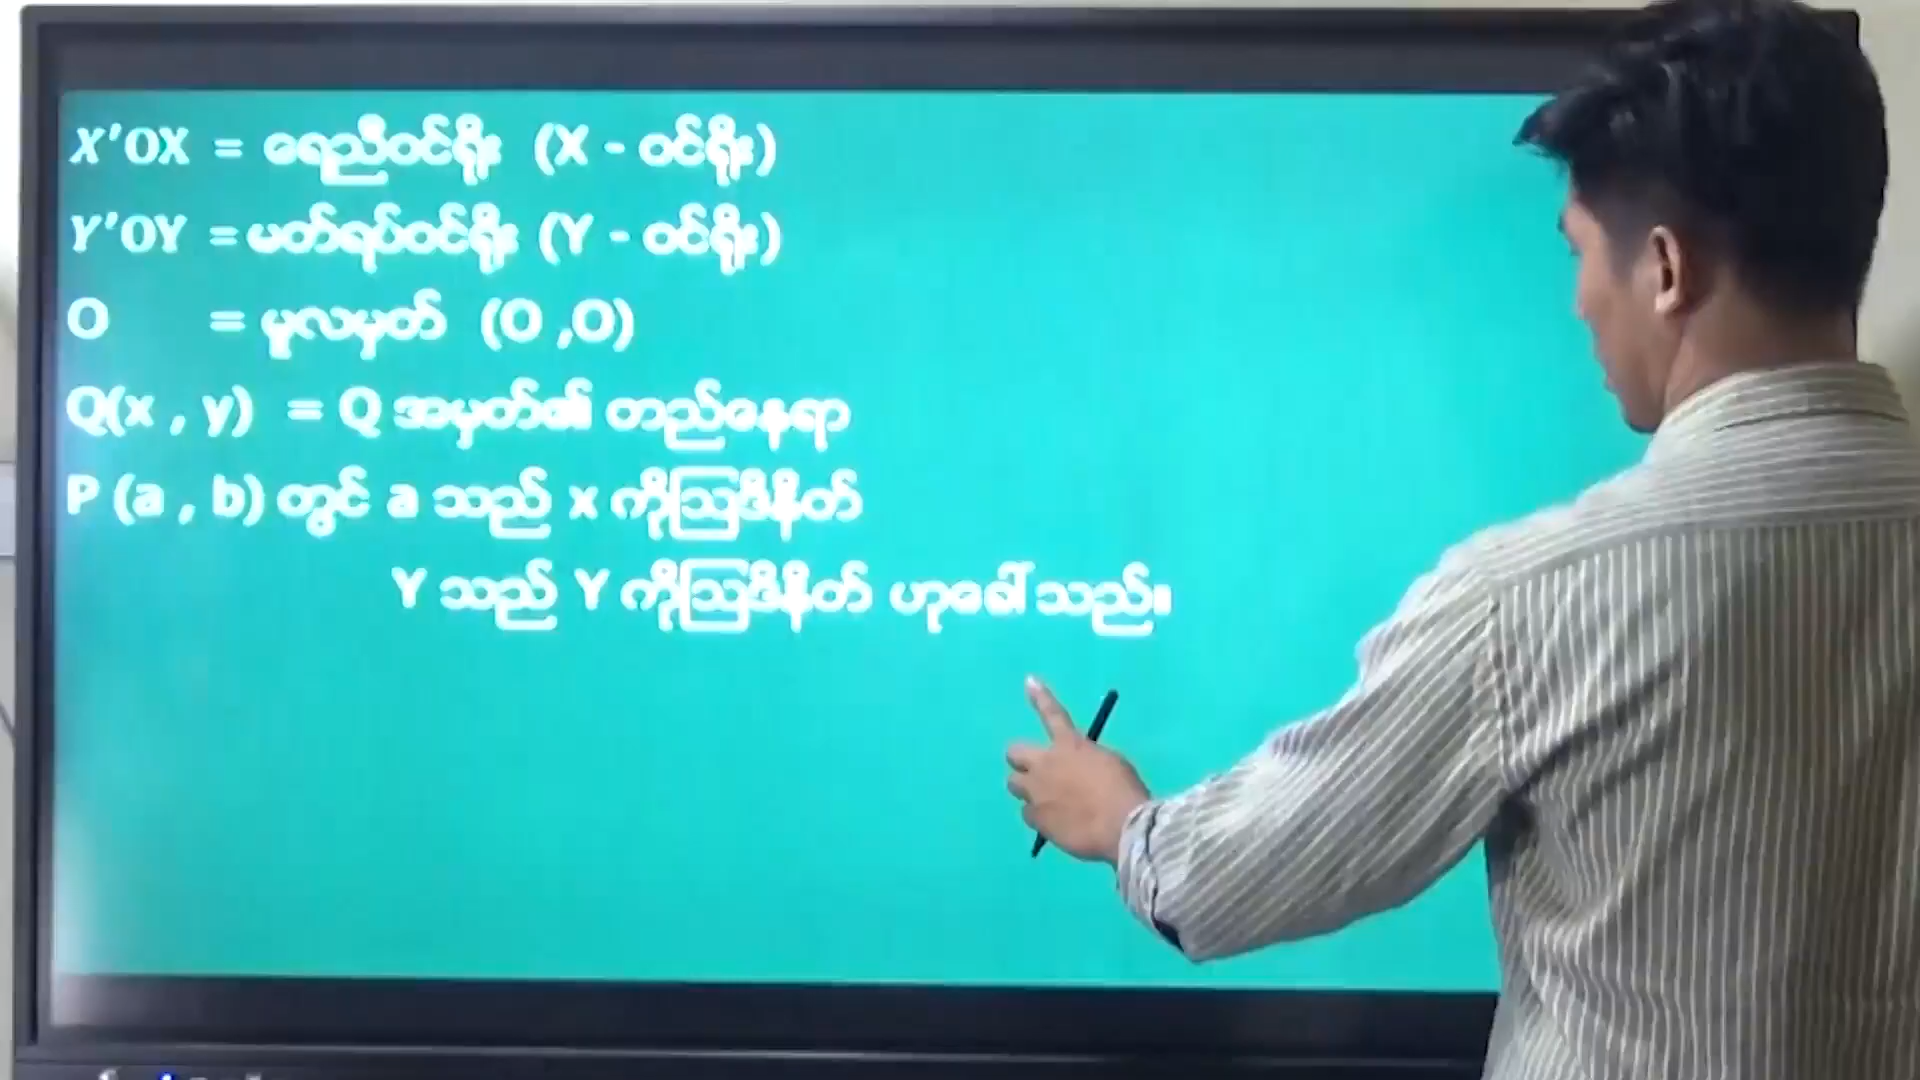 X′OX = ရေညီဝင်ရိုး (X - ဝင်ရိုး)
Y′OY = မတ်ရပ်ဝင်ရိုး (Y - ဝင်ရိုး)
O = မူလမှတ် (O ,O)
Q(x , y) = Q အမှတ်၏ တည်နေရာ
P (a , b) တွင် a သည် x ကိုဩဒီနိတ်
Y သည် Y ကိုဩဒီနိတ် ဟုခေါ်သည်။